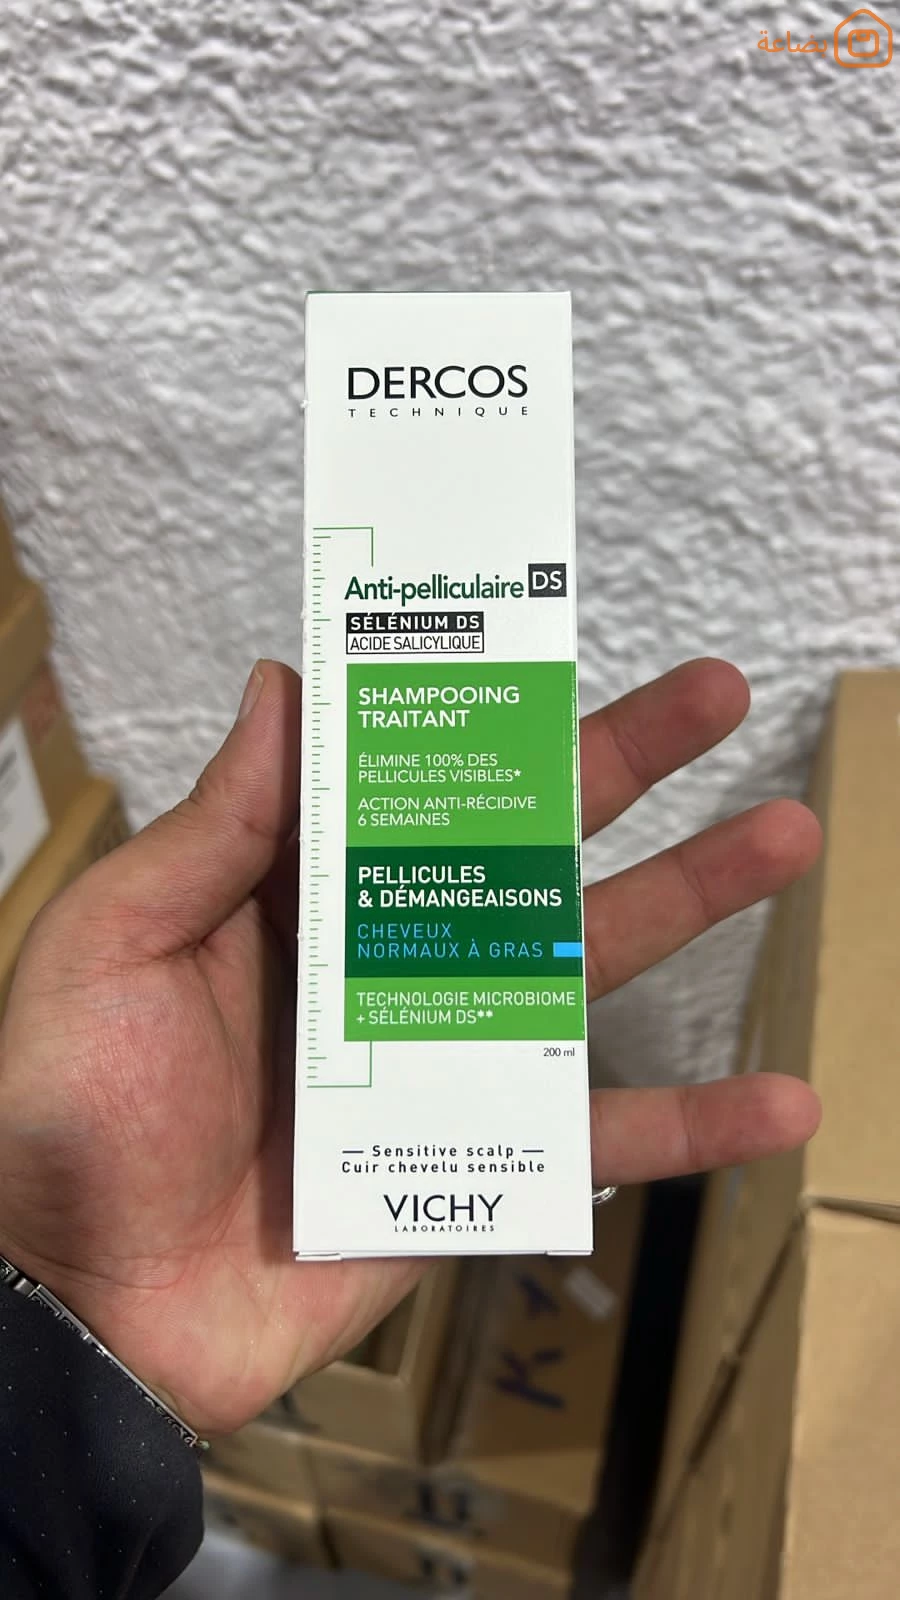 بضاعة
DERCOS
TECHNIQUE
Anti-pelliculaire DS
SÉLÉNIUM DS
ACIDE SALICYLIQUE
SHAMPOOING
TRAITANT
ÉLIMINE 100% DES
PELLICULES VISIBLES*
ACTION ANTI-RÉCIDIVE
6 SEMAINES
PELLICULES
& DÉMANGEAISONS
CHEVEUX
NORMAUX À GRAS
TECHNOLOGIE MICROBIOME
+ SÉLÉNIUM DS**
200 ml
Sensitive scalp
Cuir chevelu sensible
VICHY
LABORATOIRES